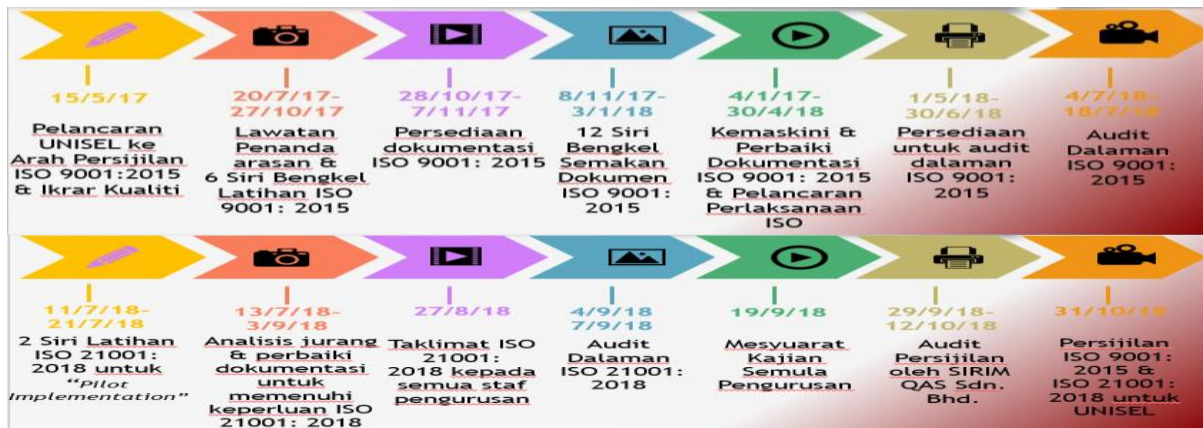 15/5/17
Pelancaran
UNISEL ke
Arah Persijilan
ISO 9001:2015
& Ikrar Kualiti
20/7/17-
27/10/17
Lawatan
Penanda
arasan &
6 Siri Bengkel
Latihan ISO
9001: 2015
28/10/17-
7/11/17
Persediaan
dokumentasi
ISO 9001: 2015
8/11/17-
3/1/18
12 Siri
Bengkel
Semakan
Dokumen
ISO 9001:
2015
4/1/17-
30/4/18
Kemaskini &
Perbaiki
Dokumentasi
ISO 9001: 2015
& Pelancaran
Perlaksanaan
ISO
1/5/18-
30/6/18
Persediaan
untuk audit
dalaman
ISO 9001:
2015
4/7/18-
18/7/18
Audit
Dalaman
ISO 9001:
2015
11/7/18-
21/7/18
2 Siri Latihan
ISO 21001:
2018 untuk
“Pilot
Implementation”
13/7/18-
3/9/18
Analisis jurang
& perbaiki
dokumentasi
untuk
memenuhi
keperluan ISO
21001: 2018
27/8/18
Taklimat ISO
21001:
2018 kepada
semua staf
pengurusan
4/9/18
7/9/18
Audit
Dalaman
ISO 21001:
2018
19/9/18
Mesyuarat
Kajian
Semula
Pengurusan
29/9/18-
12/10/18
Audit
Persijilan
oleh SIRIM
QAS Sdn.
Bhd.
31/10/18
Persijilan
ISO 9001:
2015 &
ISO 21001:
2018 untuk
UNISEL